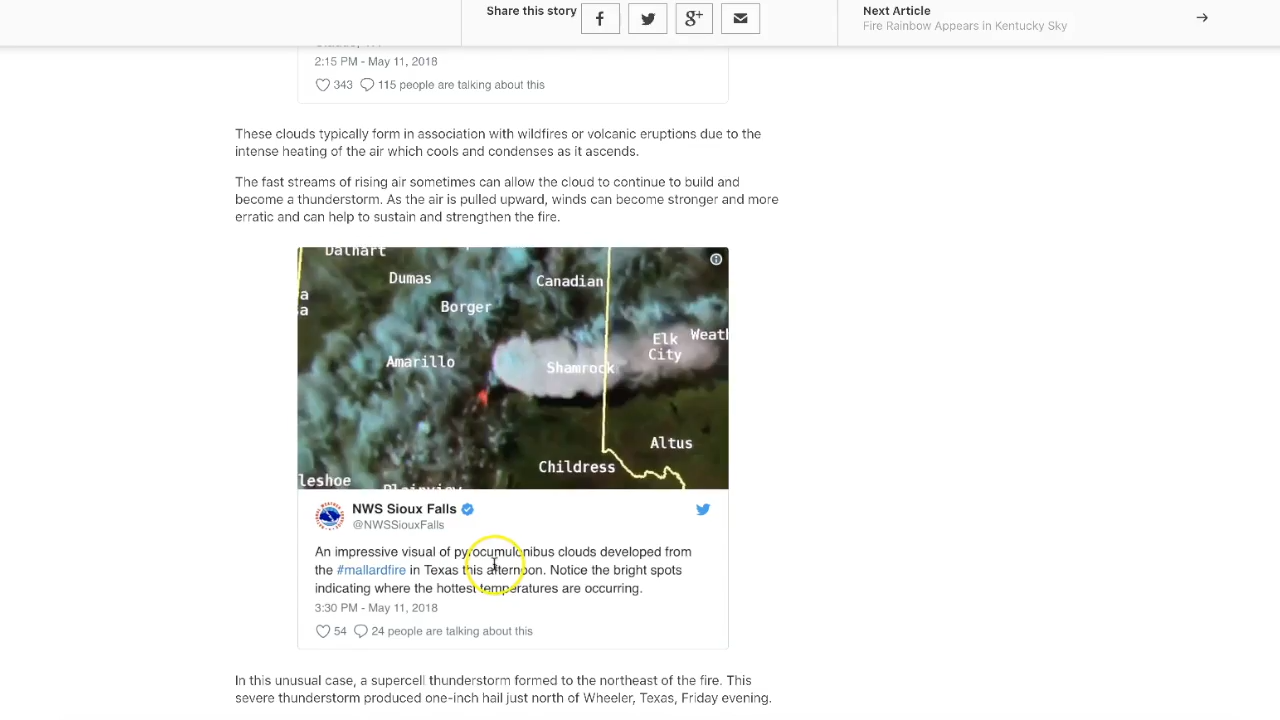 Share this story
Next Article
Fire Rainbow Appears in Kentucky Sky
2:15 PM - May 11, 2018
343 115 people are talking about this
These clouds typically form in association with wildfires or volcanic eruptions due to the
intense heating of the air which cools and condenses as it ascends.
The fast streams of rising air sometimes can allow the cloud to continue to build and
become a thunderstorm. As the air is pulled upward, winds can become stronger and more
erratic and can help to sustain and strengthen the fire.
Dalhart
Dumas
Canadian
Borger
Elk City
Weath
Amarillo
Shamrock
Altus
Childress
leshoe
Plainview
NWS Sioux Falls
@NWSSiouxFalls
An impressive visual of pyrocumulonibus clouds developed from
the #mallardfire in Texas this afternoon. Notice the bright spots
indicating where the hottest temperatures are occurring.
3:30 PM - May 11, 2018
54 24 people are talking about this
In this unusual case, a supercell thunderstorm formed to the northeast of the fire. This
severe thunderstorm produced one-inch hail just north of Wheeler, Texas, Friday evening.